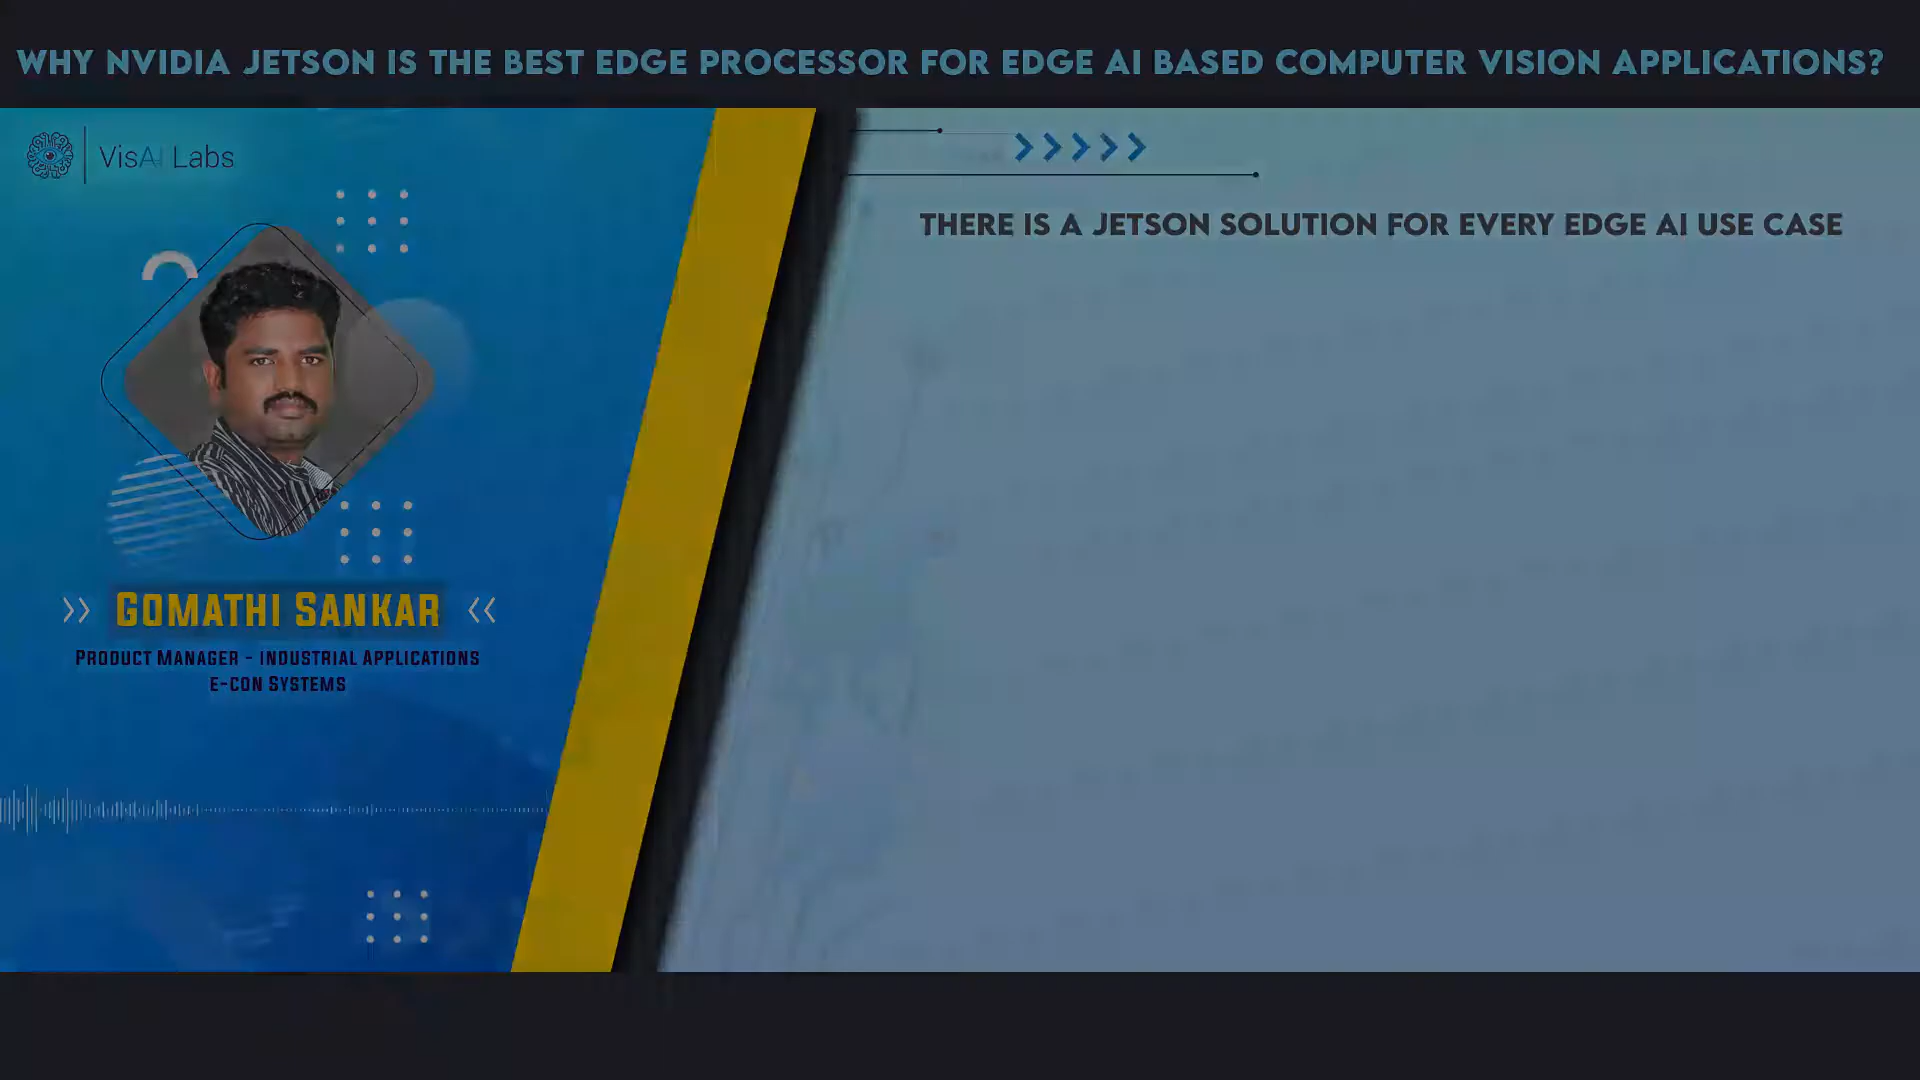 WHY NVIDIA JETSON IS THE BEST EDGE PROCESSOR FOR EDGE AI BASED COMPUTER VISION APPLICATIONS?
VisAI Labs
THERE IS A JETSON SOLUTION FOR EVERY EDGE AI USE CASE
GOMATHI SANKAR
PRODUCT MANAGER - INDUSTRIAL APPLICATIONS
E-CON SYSTEMS